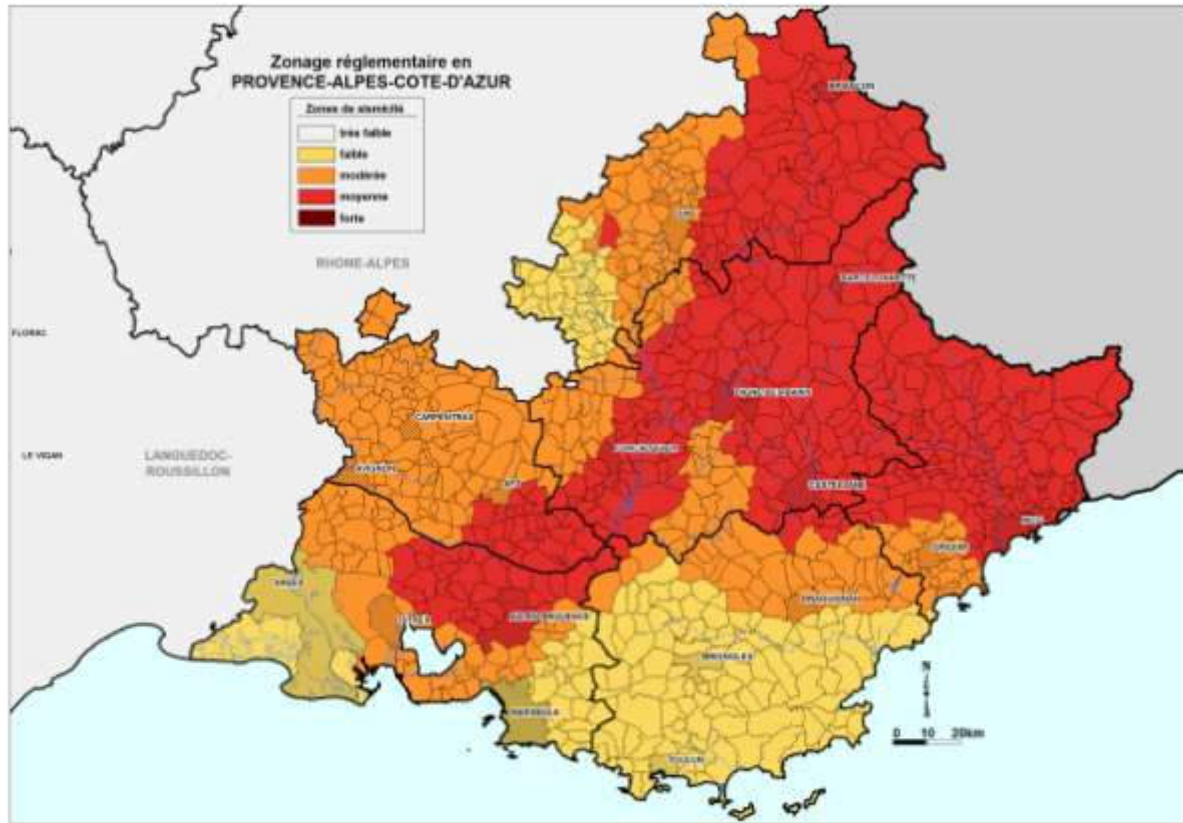 Zonage réglementaire en
PROVENCE-ALPES-COTE-D'AZUR
Zones de sismicité
très faible
faible
modérée
moyenne
forte
BRIANCON
GAP
RHONE-ALPES
BARCELONNETTE
FLORAC
DIGNE-LES-BAINS
CARPENTRAS
FORCALQUIER
LE VIGAN
LANGUEDOC-
ROUSSILLON
AVIGNON
APT
CASTELLANE
NICE
GRASSE
ARLES
DRAGUIGNAN
ISTRES
AIX-EN-PROVENCE
BRIGNOLES
N
MARSEILLE
0 10 20km
TOULON